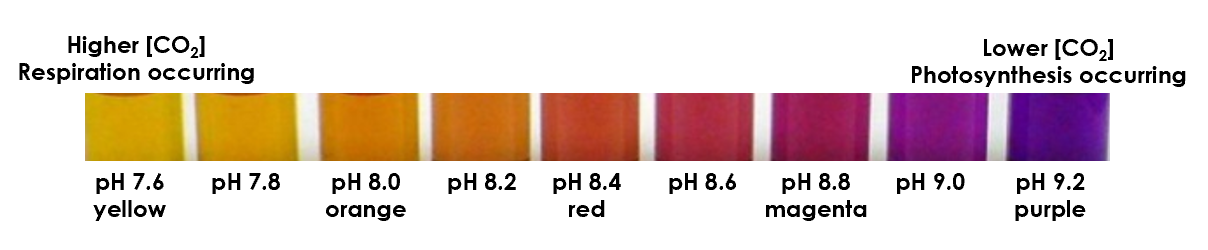 Higher [CO₂]
Respiration occurring
Lower [CO₂]
Photosynthesis occurring
pH 7.6
yellow
pH 7.8
pH 8.0
orange
pH 8.2
pH 8.4
red
pH 8.6
pH 8.8
magenta
pH 9.0
pH 9.2
purple